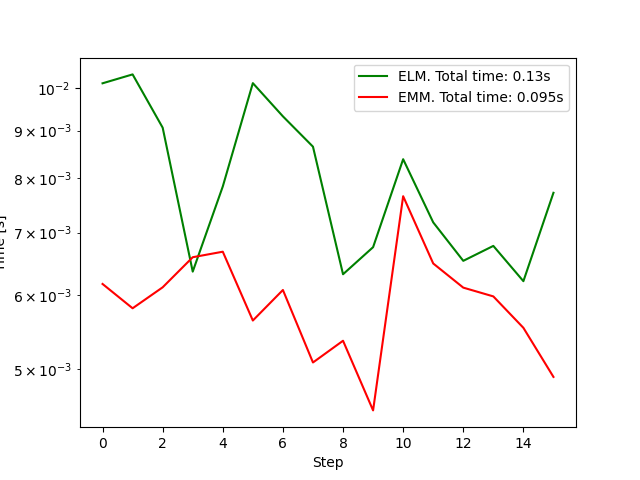 ELM. Total time: 0.13s
EMM. Total time: 0.095s
10⁻²
9 × 10⁻³
8 × 10⁻³
7 × 10⁻³
6 × 10⁻³
5 × 10⁻³
0 2 4 6 8 10 12 14
Step